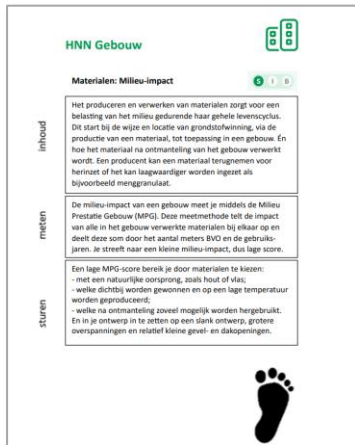 HNN Gebouw
Materialen: Milieu-impact
S I B
inhoud
Het produceren en verwerken van materialen zorgt voor een
belasting van het milieu gedurende haar gehele levenscyclus.
Dit start bij de wijze en locatie van grondstofwinning, via de
productie van een materiaal, tot toepassing in een gebouw. Én
hoe het materiaal na ontmanteling van het gebouw verwerkt
wordt. Een producent kan een materiaal terugnemen voor
herinzet of het kan laagwaardiger worden ingezet als
bijvoorbeeld menggranulaat.
meten
De milieu-impact van een gebouw meet je middels de Milieu
Prestatie Gebouw (MPG). Deze meetmethode telt de impact
van alle in het gebouw verwerkte materialen bij elkaar op en
deelt deze som door het aantal meters BVO en de gebruiks-
jaren. Je streeft naar een kleine milieu-impact, dus lage score.
sturen
Een lage MPG-score bereik je door materialen te kiezen:
- met een natuurlijke oorsprong, zoals hout of vlas;
- welke dichtbij worden gewonnen en op een lage temperatuur
worden geproduceerd;
- welke na ontmanteling zoveel mogelijk worden hergebruikt.
En in je ontwerp in te zetten op een slank ontwerp, grotere
overspanningen en relatief kleine gevel- en dakopeningen.